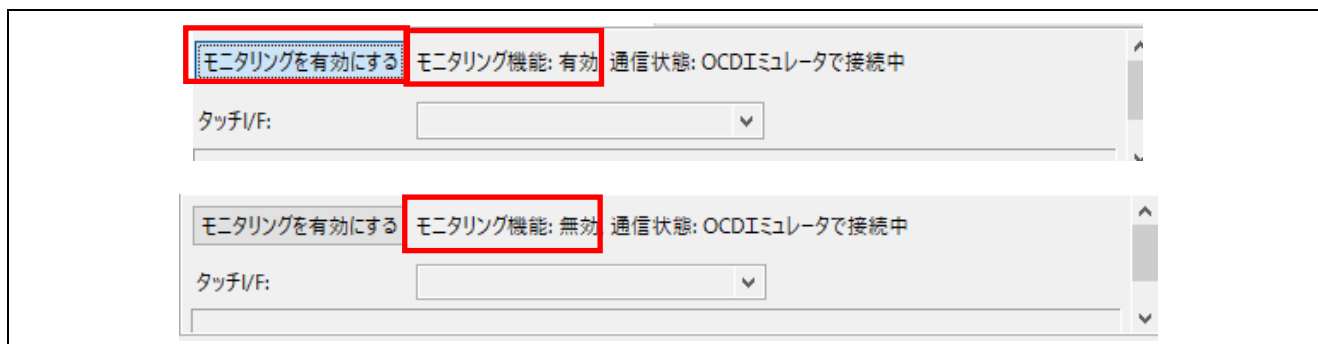 モニタリングを有効にする モニタリング機能: 有効 通信状態: OCDエミュレータで接続中
タッチI/F:
モニタリングを有効にする モニタリング機能: 無効 通信状態: OCDエミュレータで接続中
タッチI/F: